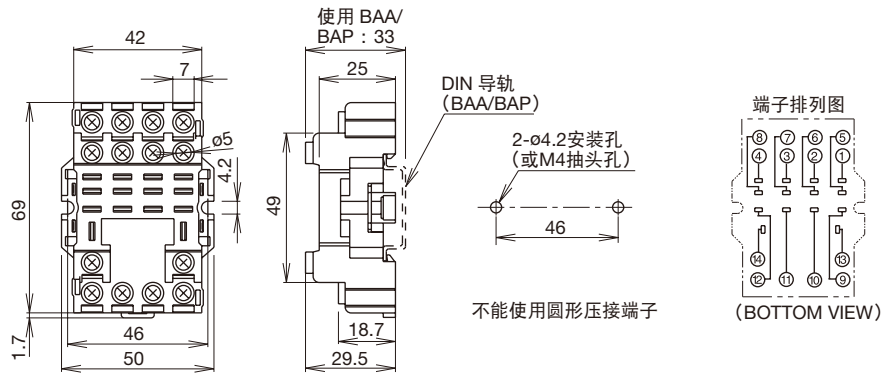 42
7
ø5
4.2
69
1.7
46
50
使用 BAA/
BAP：33
25
49
18.7
29.5
DIN 导轨
(BAA/BAP)
2-ø4.2安装孔
(或M4抽头孔)
46
不能使用圆形压接端子
端子排列图
⑧ ⑦ ⑥ ⑤
④ ③ ② ①
⑭ ⑬
⑫ ⑪ ⑩ ⑨
(BOTTOM VIEW)